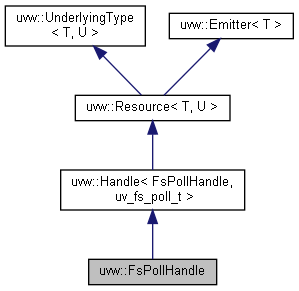 uvw::UnderlyingType
< T, U >
uvw::Emitter< T >
uvw::Resource< T, U >
uvw::Handle< FsPollHandle,
uv_fs_poll_t >
uvw::FsPollHandle